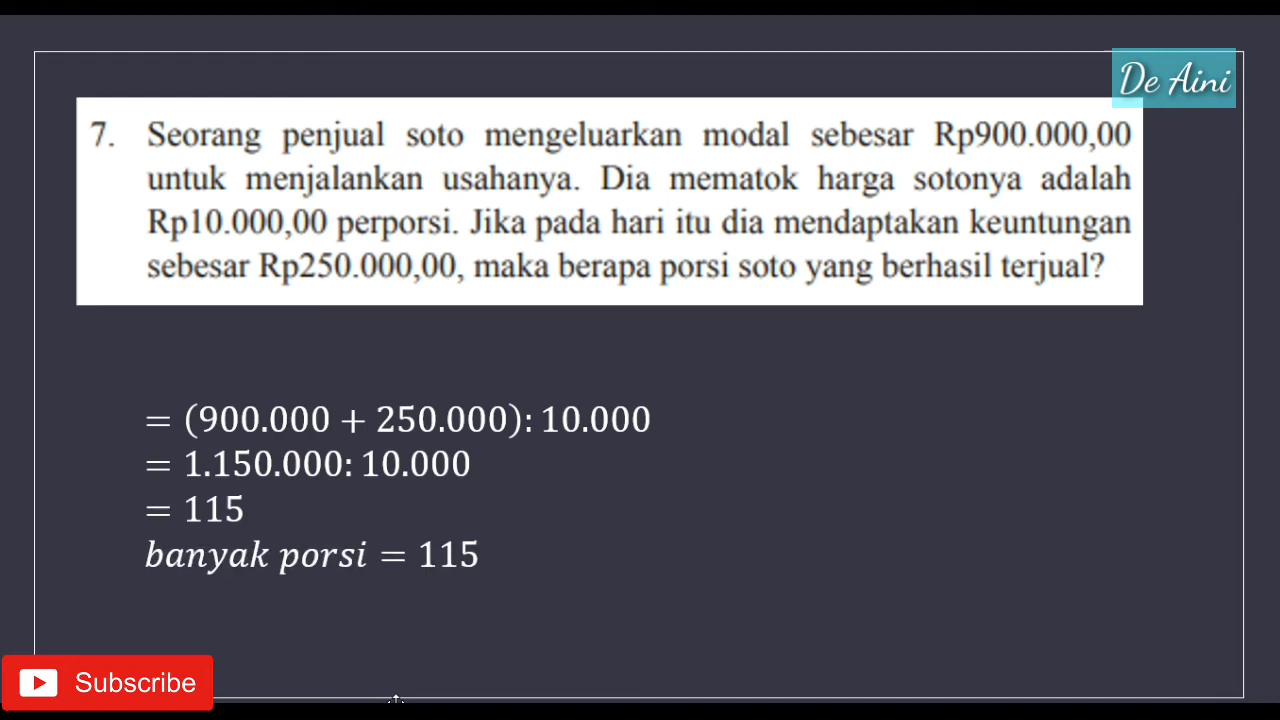 De Aini
7. Seorang penjual soto mengeluarkan modal sebesar Rp900.000,00
untuk menjalankan usahanya. Dia mematok harga sotonya adalah
Rp10.000,00 perporsi. Jika pada hari itu dia mendaptakan keuntungan
sebesar Rp250.000,00, maka berapa porsi soto yang berhasil terjual?
= (900.000 + 250.000): 10.000
= 1.150.000: 10.000
= 115
banyak porsi = 115
Subscribe